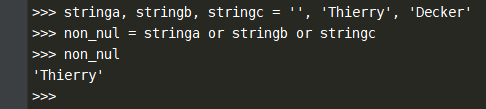 >>> stringa, stringb, stringc = '', 'Thierry', 'Decker'
>>> non_nul = stringa or stringb or stringc
>>> non_nul
'Thierry'
>>>